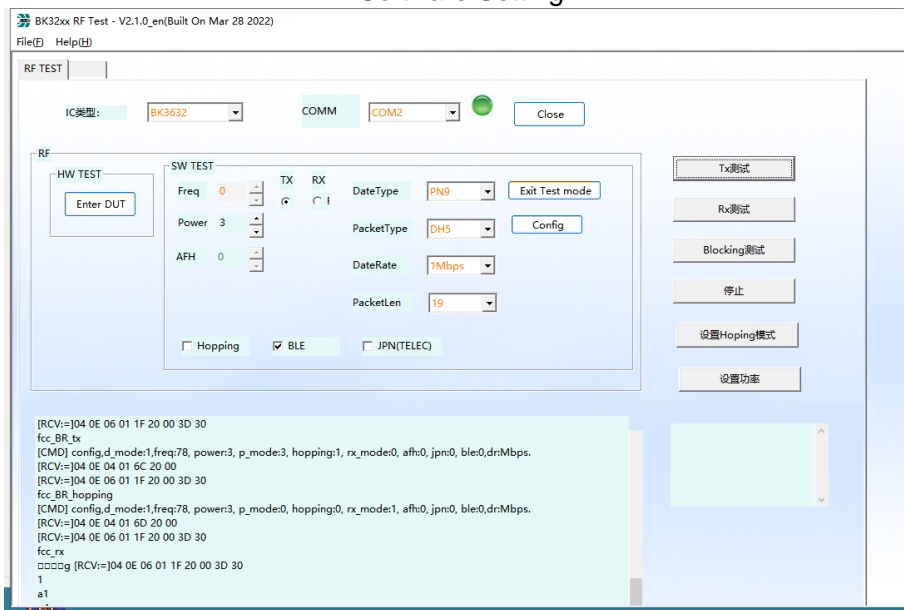 BK32xx RF Test - V2.1.0_en(Built On Mar 28 2022)
File(F) Help(H)
RF TEST
IC类型: BK3632 COMM COM2 Close
RF
HW TEST
Enter DUT
SW TEST
Freq 0 TX RX DateType PN9 Exit Test mode
Power 3 PacketType DH5 Config
AFH 0 DateRate 1Mbps
PacketLen 19
Hopping BLE JPN(TELEC)
Tx测试
Rx测试
Blocking测试
停止
设置Hoping模式
设置功率
[RCV:=]04 0E 06 01 1F 20 00 3D 30
fcc_BR_tx
[CMD] config,d_mode:1,freq:78, power:3, p_mode:3, hopping:1, rx_mode:0, afh:0, jpn:0, ble:0,dr:Mbps.
[RCV:=]04 0E 04 01 6C 20 00
[RCV:=]04 0E 06 01 1F 20 00 3D 30
fcc_BR_hopping
[CMD] config,d_mode:1,freq:78, power:3, p_mode:0, hopping:0, rx_mode:1, afh:0, jpn:0, ble:0,dr:Mbps.
[RCV:=]04 0E 04 01 6D 20 00
[RCV:=]04 0E 06 01 1F 20 00 3D 30
fcc_rx
□□□□g [RCV:=]04 0E 06 01 1F 20 00 3D 30
1
a1